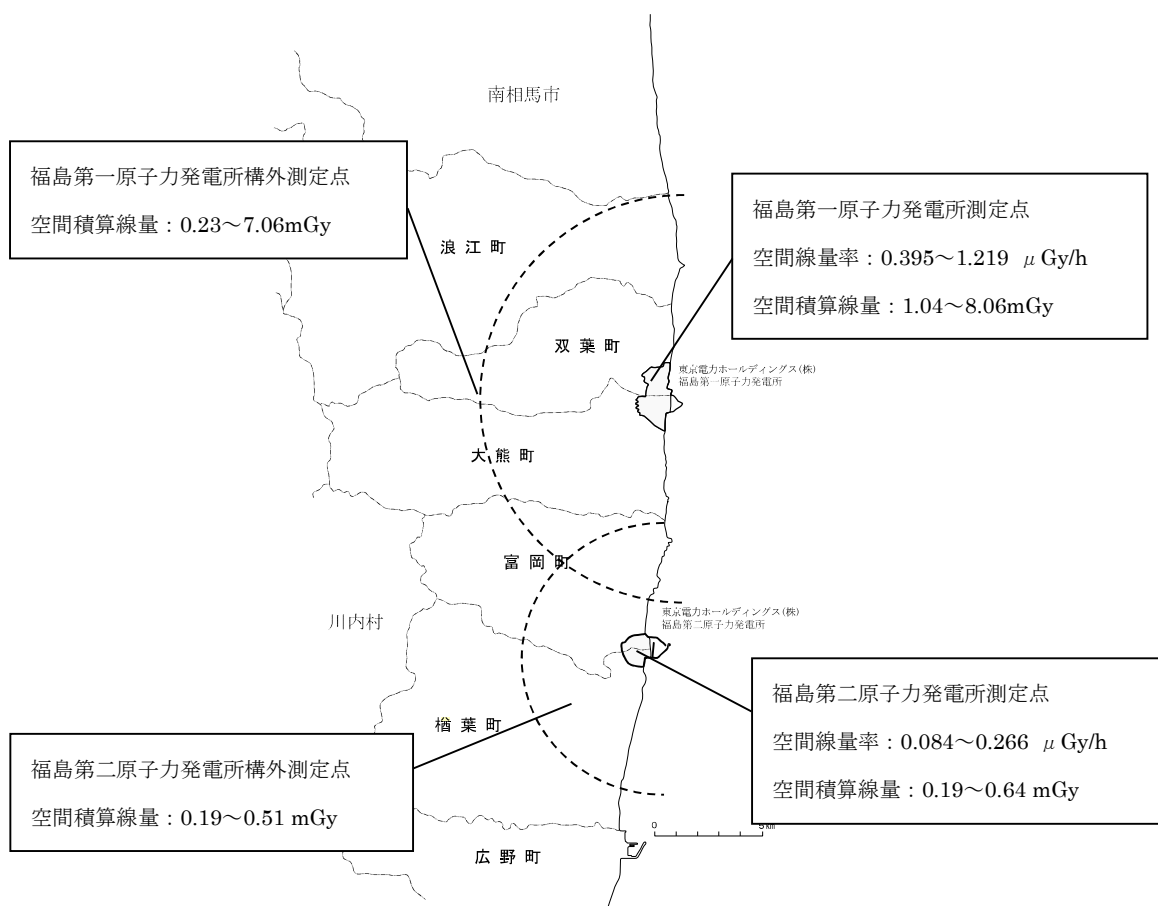 南相馬市
福島第一原子力発電所構外測定点
空間積算線量：0.23～7.06mGy
福島第一原子力発電所測定点
空間線量率：0.395～1.219 μ Gy/h
空間積算線量：1.04～8.06mGy
浪江町
双葉町
東京電力ホールディングス(株)
福島第一原子力発電所
大熊町
富岡町
東京電力ホールディングス(株)
福島第二原子力発電所
川内村
福島第二原子力発電所測定点
空間線量率：0.084～0.266 μ Gy/h
空間積算線量：0.19～0.64 mGy
楢葉町
福島第二原子力発電所構外測定点
空間積算線量：0.19～0.51 mGy
0 5km
広野町